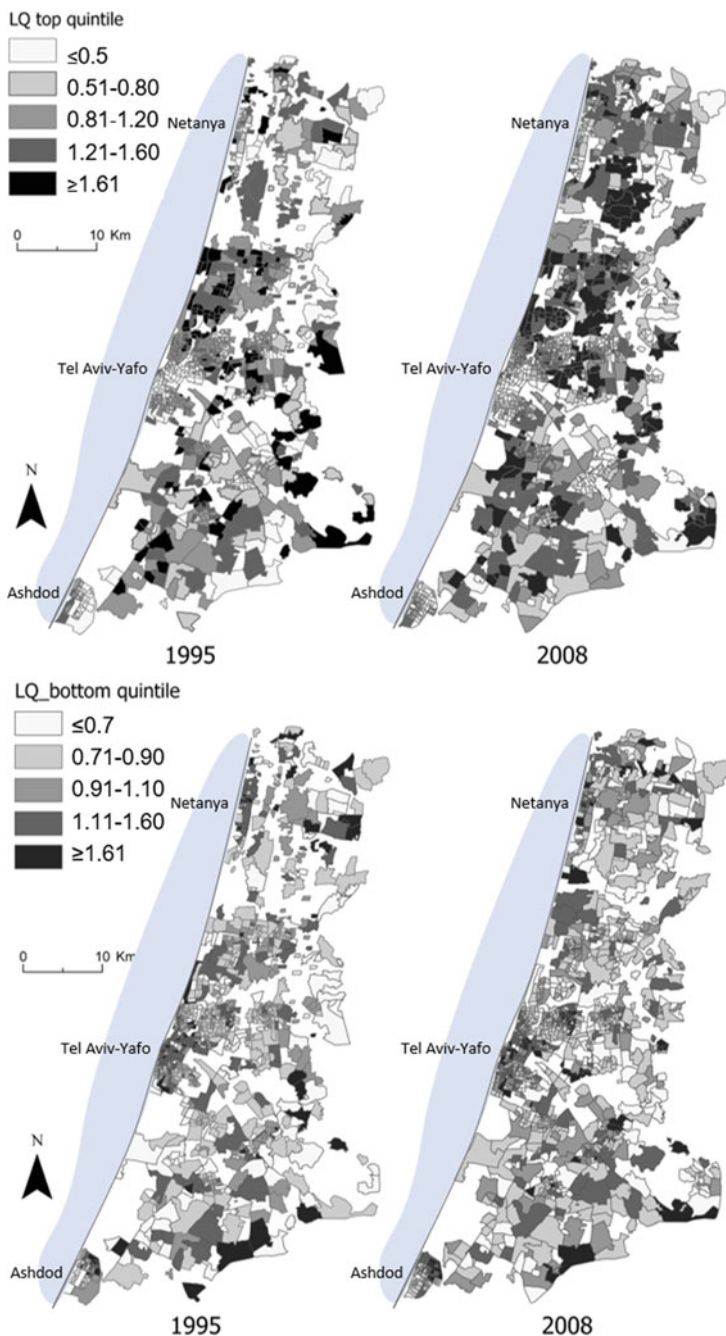 LQ top quintile
≤0.5
0.51-0.80
0.81-1.20
1.21-1.60
≥1.61
0 10 Km
Netanya
Netanya
Tel Aviv-Yafo
Tel Aviv-Yafo
N
Ashdod
Ashdod
1995 2008
LQ_bottom quintile
≤0.7
0.71-0.90
0.91-1.10
1.11-1.60
≥1.61
Netanya
Netanya
0 10 Km
Tel Aviv-Yafo
Tel Aviv-Yafo
N
Ashdod
Ashdod
1995 2008